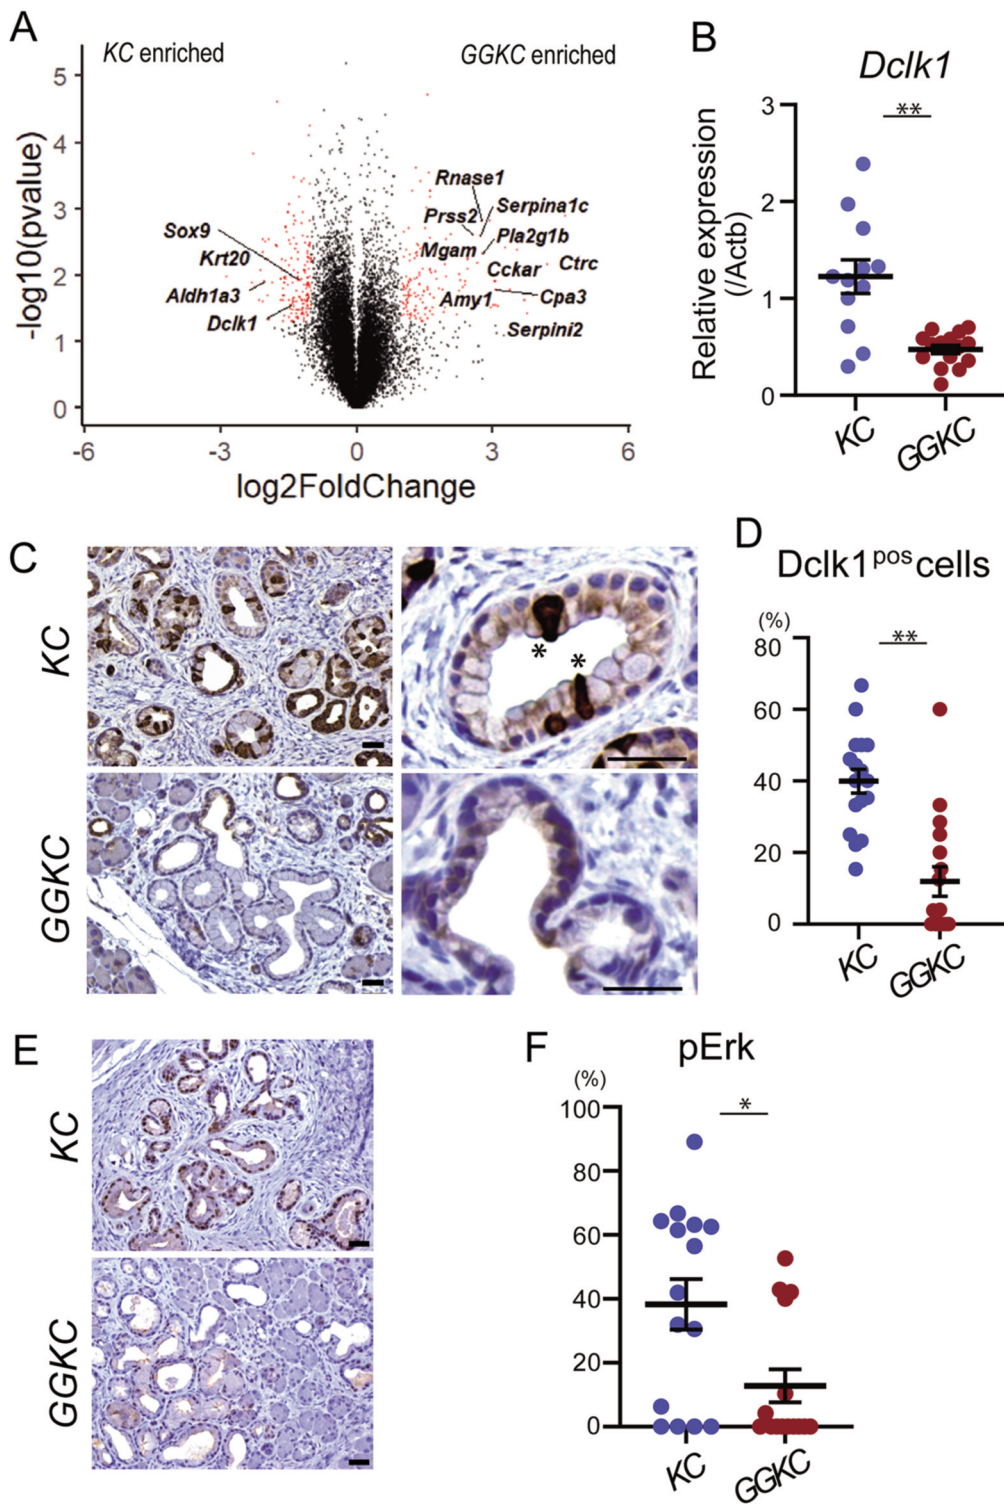 A
KC enriched
GGKC enriched
-log10(pvalue)
5
4
3
2
1
0
Rnase1
Serpina1c
Prss2
Pla2g1b
Mgam
Cckar
Ctrc
Amy1
Cpa3
Serpini2
Sox9
Krt20
Aldh1a3
Dclk1
-6
-3
0
3
6
log2FoldChange
B
Dclk1
**
Relative expression
(/Actb)
3
2
1
0
KC
GGKC
C
KC
*
*
GGKC
D
Dclk1pos cells
(%)
**
80
60
40
20
0
KC
GGKC
E
KC
GGKC
F
pErk
(%)
*
100
80
60
40
20
0
KC
GGKC